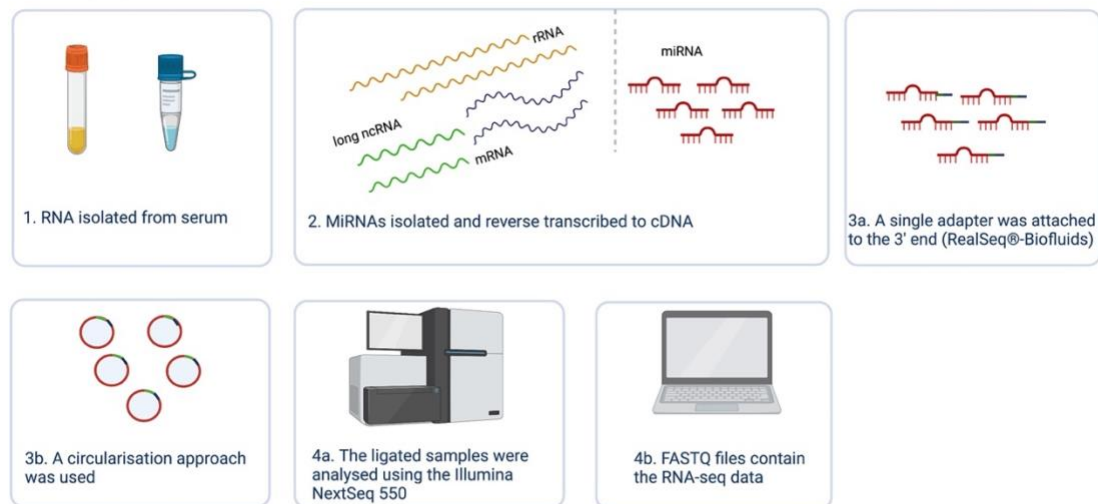 rRNA
miRNA
long ncRNA
mRNA
1. RNA isolated from serum
2. MiRNAs isolated and reverse transcribed to cDNA
3a. A single adapter was attached
to the 3' end (RealSeq®-Biofluids)
3b. A circularisation approach
was used
4a. The ligated samples were
analysed using the Illumina
NextSeq 550
4b. FASTQ files contain
the RNA-seq data